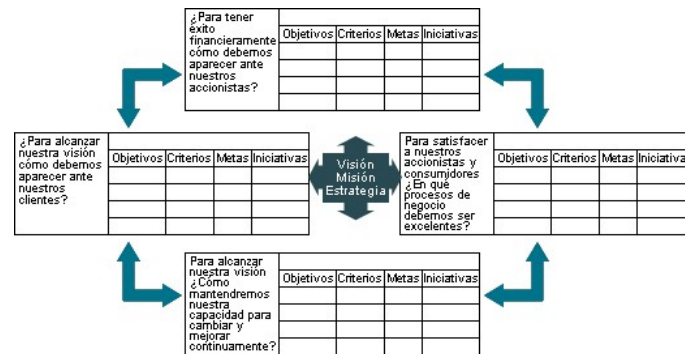 ¿Para tener
éxito
financieramente
cómo debemos
aparecer ante
nuestros
accionistas?
Objetivos Criterios Metas Iniciativas
¿Para alcanzar
nuestra visión
cómo debemos
aparecer ante
nuestros
clientes?
Objetivos Criterios Metas Iniciativas
Visión
Misión
Estrategia
Para satisfacer
a nuestros
accionistas y
consumidores
¿En qué
procesos de
negocio
debemos ser
excelentes?
Objetivos Criterios Metas Iniciativa
Para alcanzar
nuestra visión
¿Cómo
mantendremos
nuestra
capacidad para
cambiar y
mejorar
continuamente?
Objetivos Criterios Metas Iniciativas